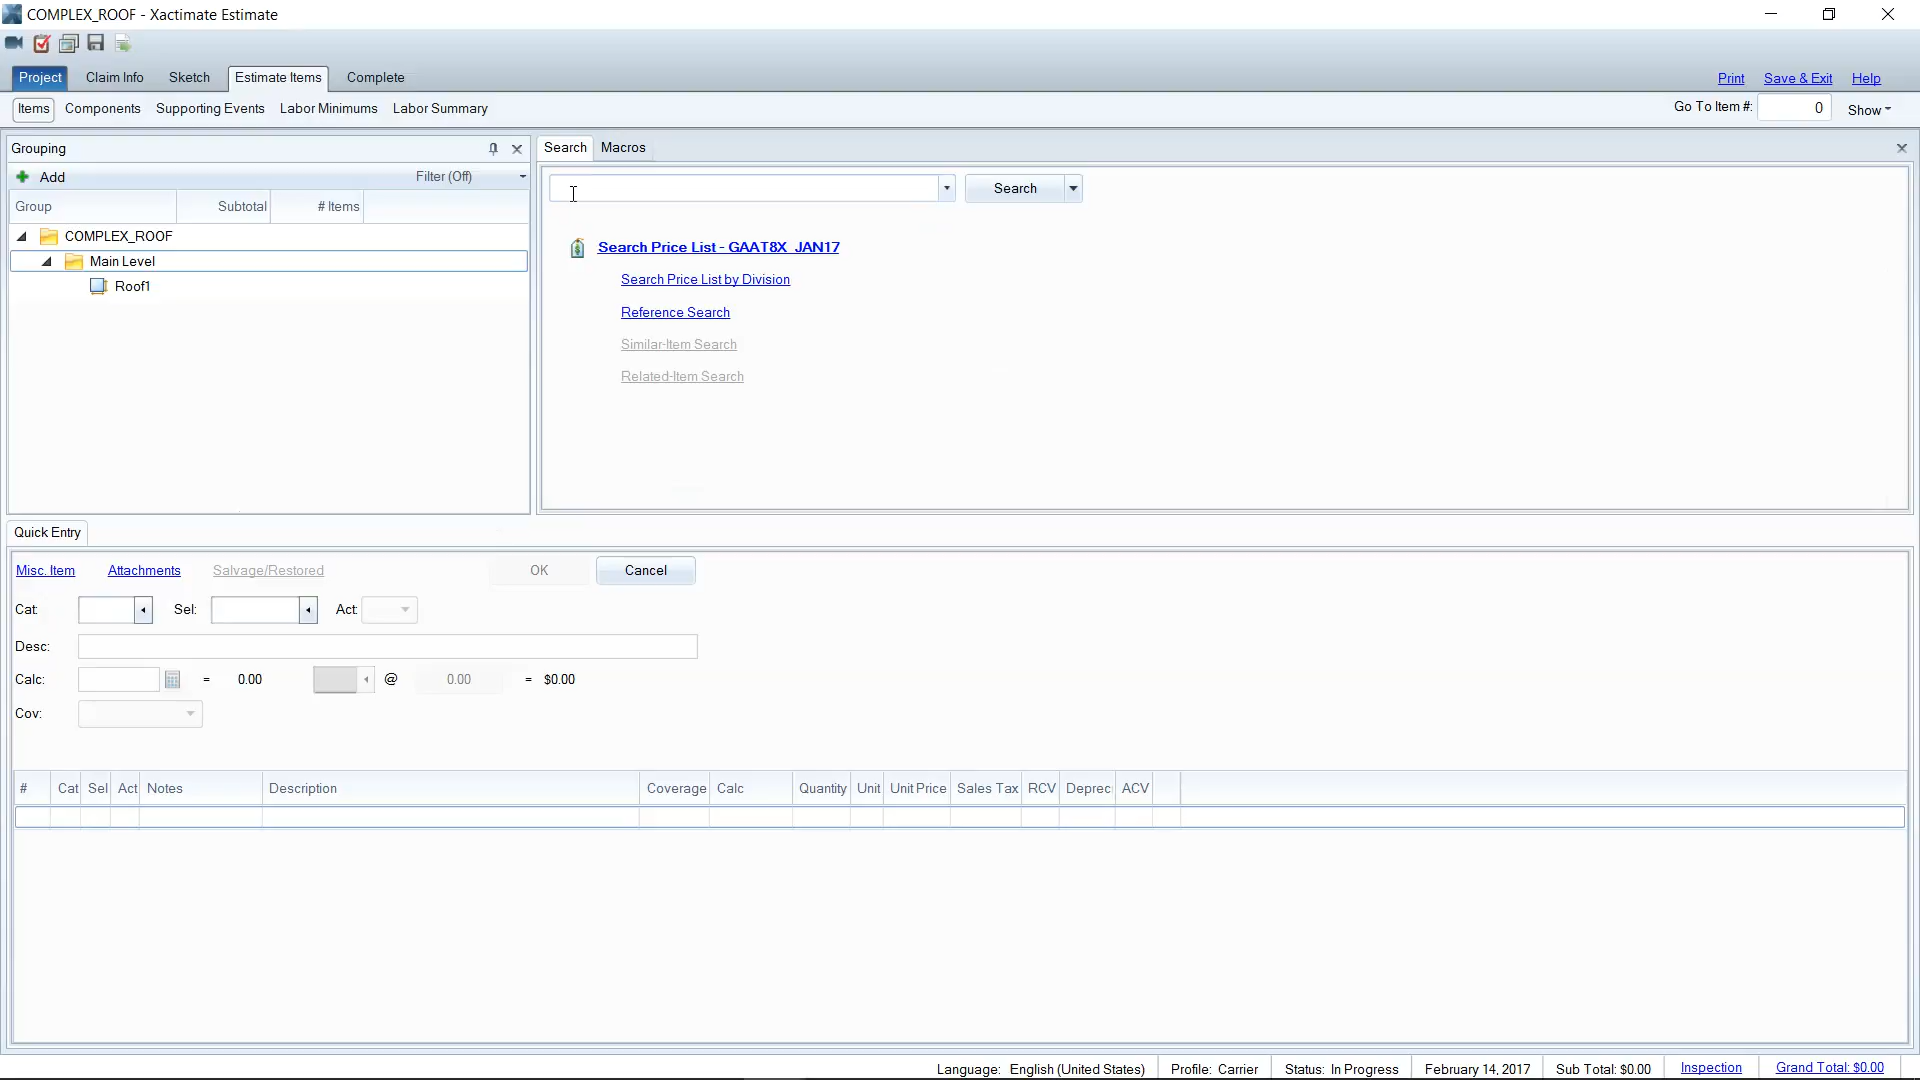 COMPLEX_ROOF - Xactimate Estimate
Project Claim Info Sketch Estimate Items Complete
Print Save & Exit Help
Items Components Supporting Events Labor Minimums Labor Summary
Go To Item #: 0 Show
Grouping
Add Filter (Off)
Group Subtotal # Items
COMPLEX_ROOF
Main Level
Roof1
Search Macros
Search
Search Price List - GAAT8X_JAN17
Search Price List by Division
Reference Search
Similar-Item Search
Related-Item Search
Quick Entry
Misc. Item Attachments Salvage/Restored OK Cancel
Cat: Sel: Act:
Desc:
Calc: = 0.00 @ 0.00 = $0.00
Cov:
# Cat Sel Act Notes Description Coverage Calc Quantity Unit Unit Price Sales Tax RCV Deprec ACV
Language: English (United States) Profile: Carrier Status: In Progress February 14, 2017 Sub Total: $0.00 Inspection Grand Total: $0.00